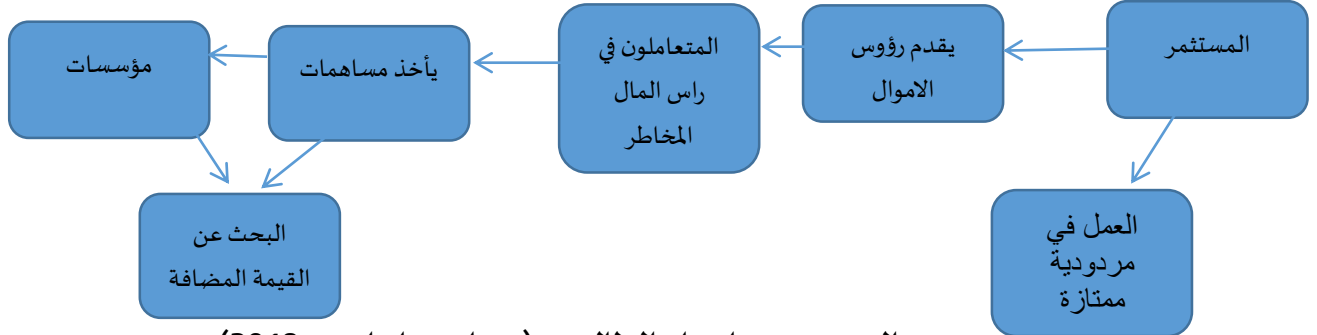 المستثمر
يقدم رؤوس
الاموال
المتعاملون في
راس المال
المخاطر
يأخذ مساهمات
مؤسسات
العمل في
مردودية
ممتازة
البحث عن
القيمة المضافة